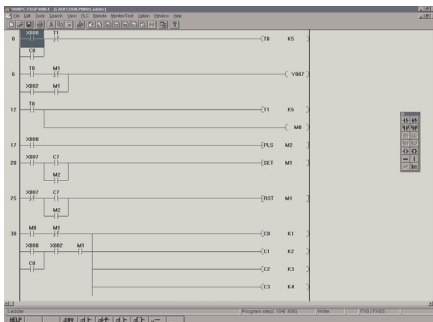 File Edit Tools Search View PLC Remote Monitor/Test Option Window Help
0 X000 T1 T0 K5
C0
6 T0 M1 Y007
X002 M1
12 T0 T1 K5
M0
17 X006 PLS M2
20 X007 C7 SET M1
M2
25 X007 C7 RST M1
M2
30 M0 M1 C0 K1
X000 X002 M1 C1 K2
C0
C2 K3
C3 K4
Ladder Write
HELP